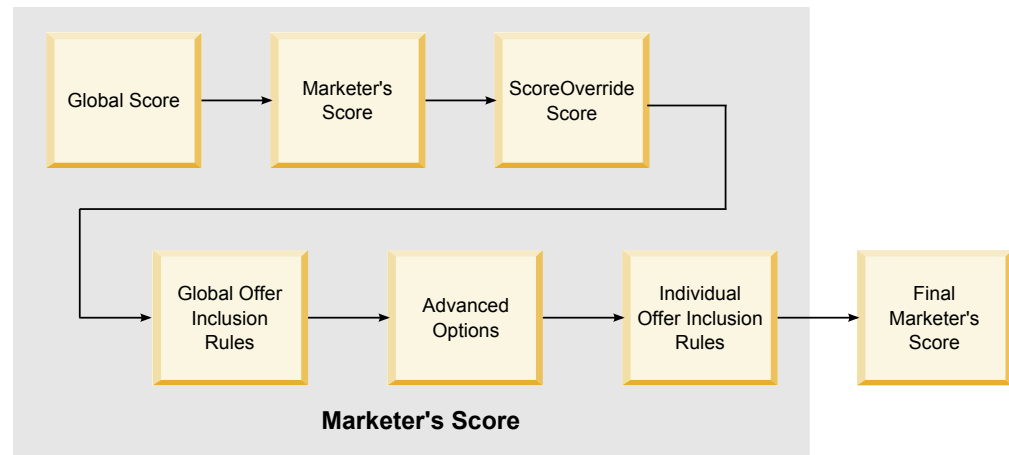 Global Score
Marketer's
Score
ScoreOverride
Score
Global Offer
Inclusion
Rules
Advanced
Options
Individual
Offer Inclusion
Rules
Final
Marketer's
Score
Marketer's Score